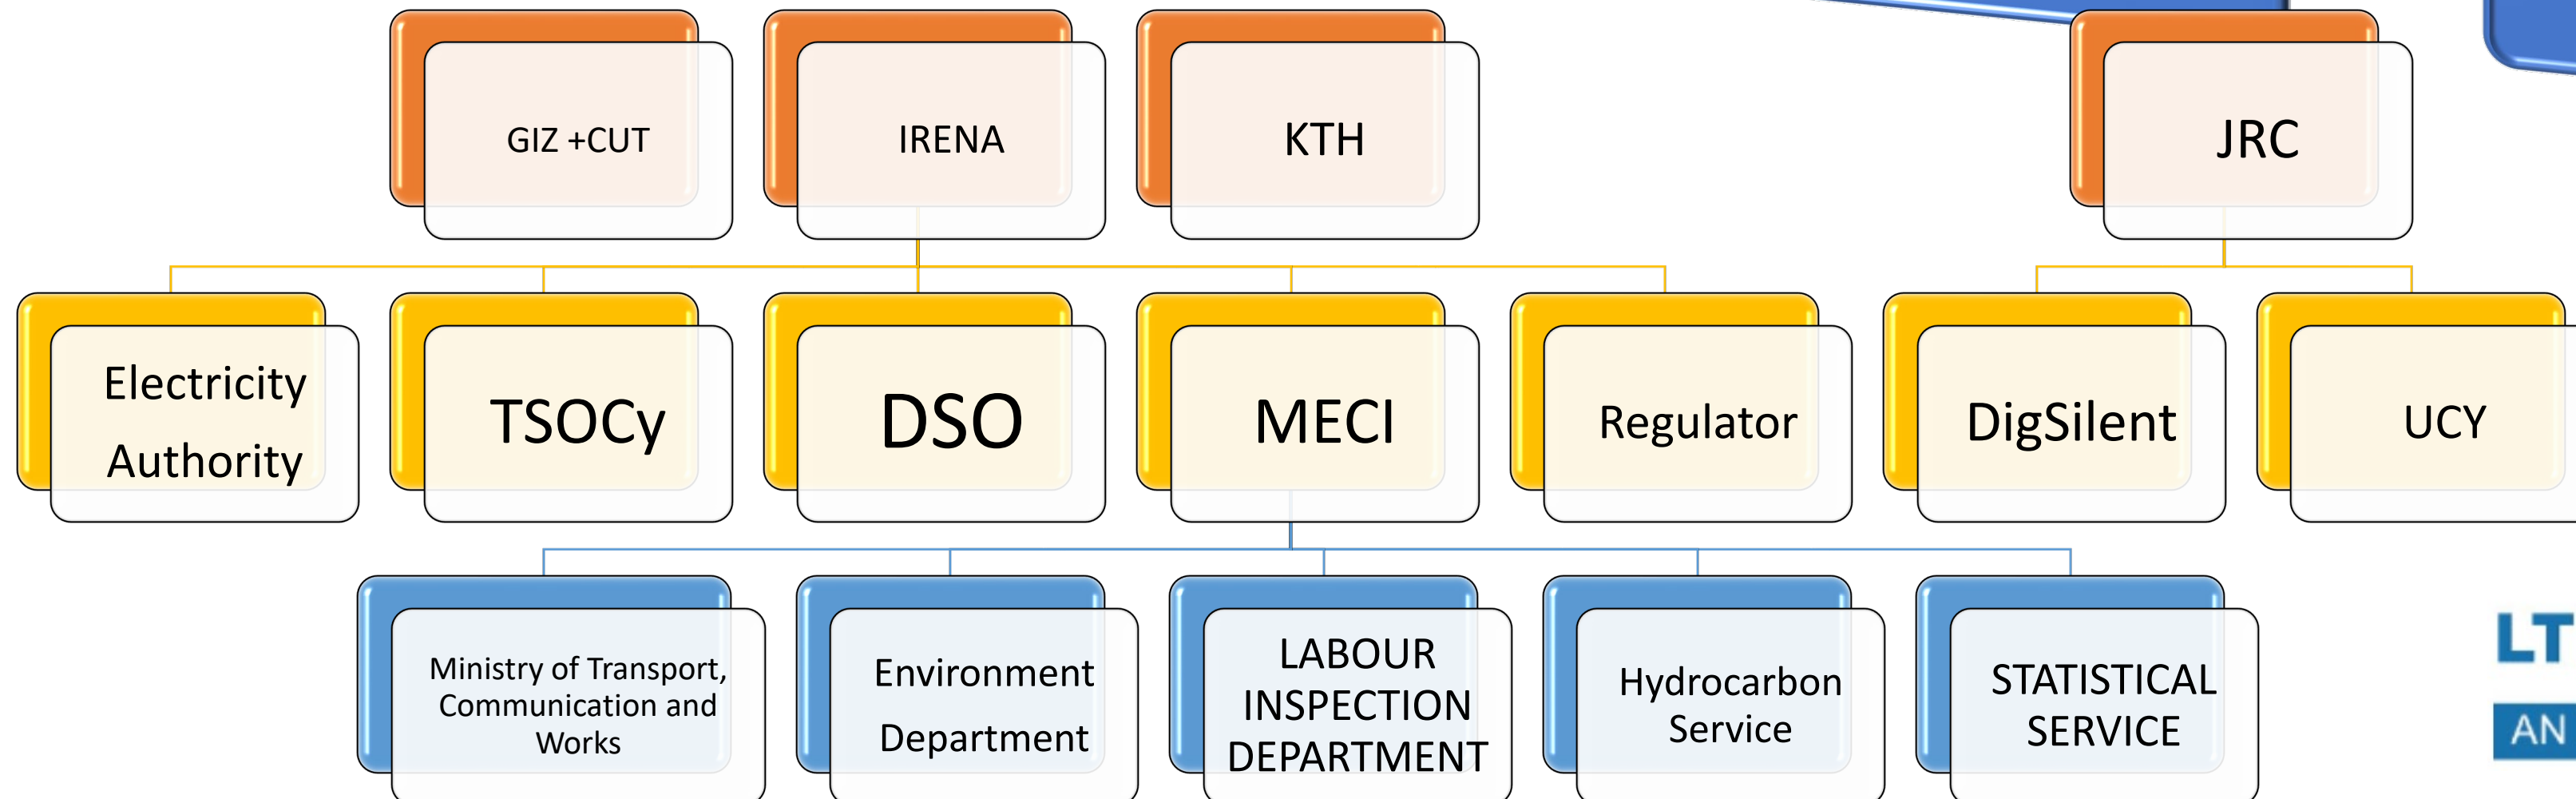 GIZ +CUT
IRENA
KTH
JRC
Electricity
Authority
TSOCy
DSO
MECI
Regulator
DigSilent
UCY
Ministry of Transport,
Communication and
Works
Environment
Department
LABOUR
INSPECTION
DEPARTMENT
Hydrocarbon
Service
STATISTICAL
SERVICE
LT
AN